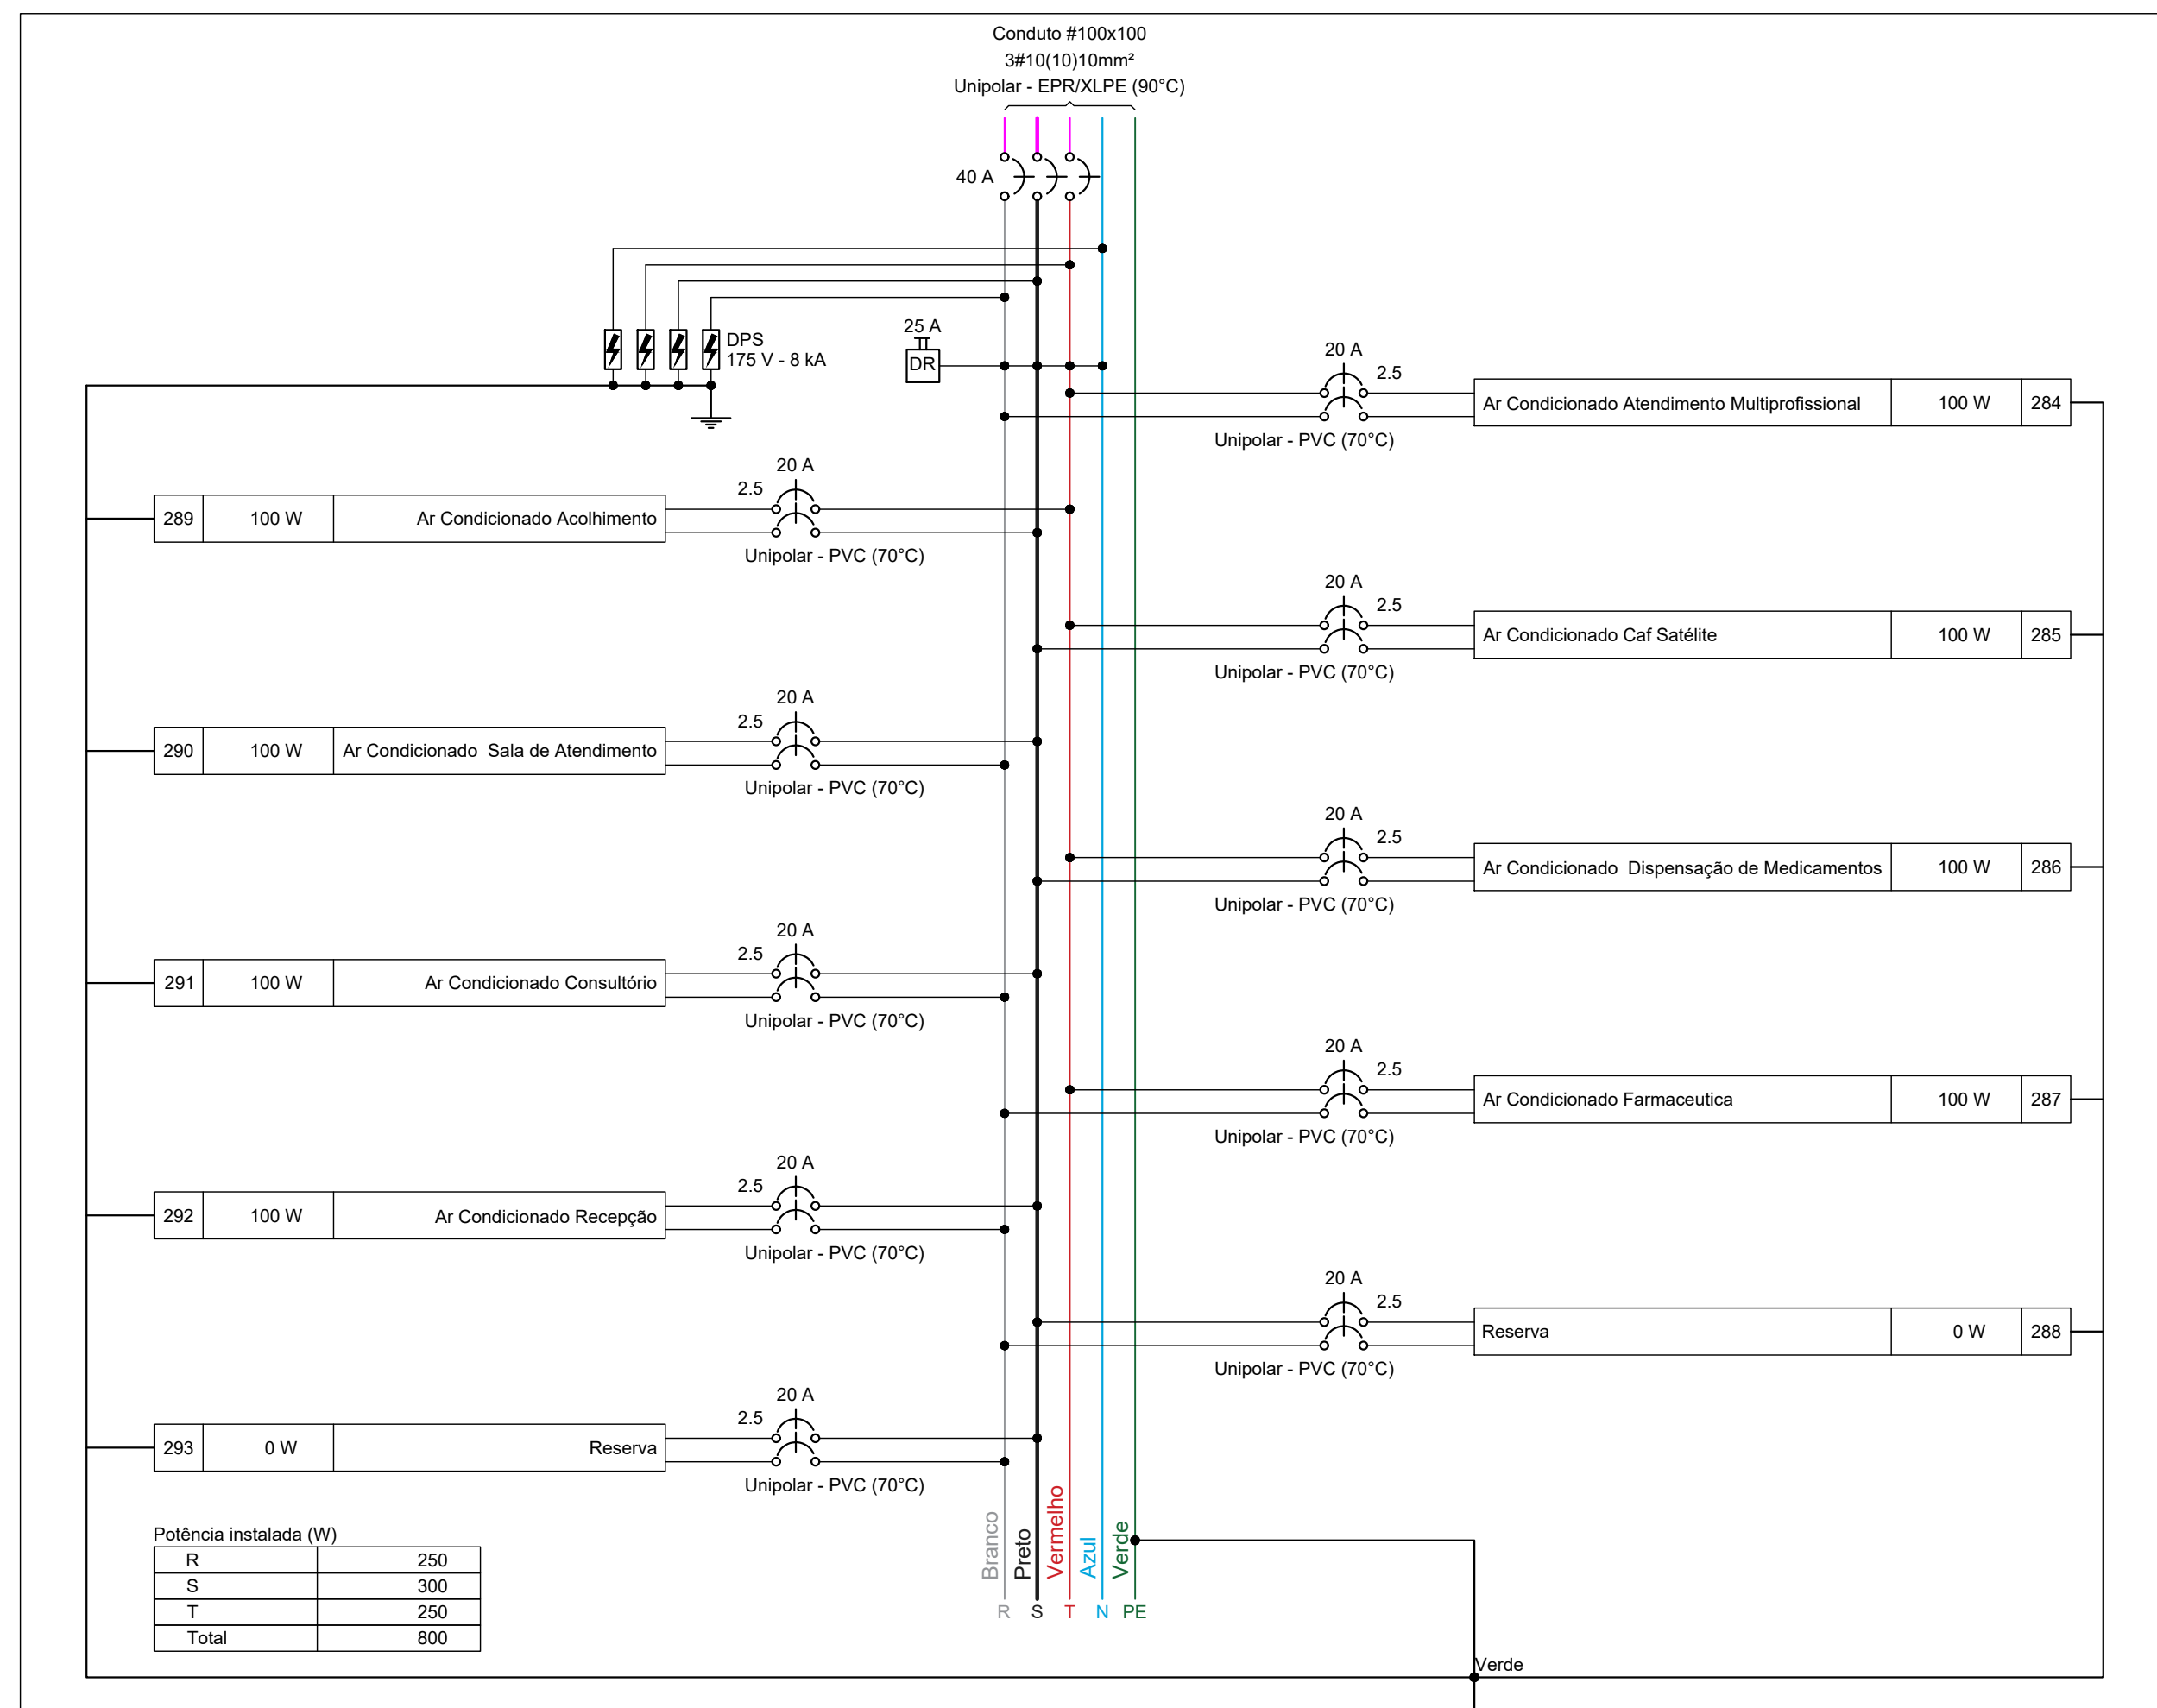 Conduto #100x100
3#10(10)10mm²
Unipolar - EPR/XLPE (90°C)
40 A
DPS
175 V - 8 kA
25 A
DR
20 A
2.5
Ar Condicionado Atendimento Multiprofissional 100 W 284
Unipolar - PVC (70°C)
20 A
2.5
289 100 W Ar Condicionado Acolhimento
Unipolar - PVC (70°C)
20 A
2.5
Ar Condicionado Caf Satélite 100 W 285
Unipolar - PVC (70°C)
20 A
2.5
290 100 W Ar Condicionado Sala de Atendimento
Unipolar - PVC (70°C)
20 A
2.5
Ar Condicionado Dispensação de Medicamentos 100 W 286
Unipolar - PVC (70°C)
20 A
2.5
291 100 W Ar Condicionado Consultório
Unipolar - PVC (70°C)
20 A
2.5
Ar Condicionado Farmaceutica 100 W 287
Unipolar - PVC (70°C)
20 A
2.5
292 100 W Ar Condicionado Recepção
Unipolar - PVC (70°C)
20 A
2.5
Reserva 0 W 288
Unipolar - PVC (70°C)
20 A
2.5
293 0 W Reserva
Unipolar - PVC (70°C)
Potência instalada (W)
R 250
S 300
T 250
Total 800
Branco
Preto
Vermelho
Azul
Verde
R S T N PE
Verde